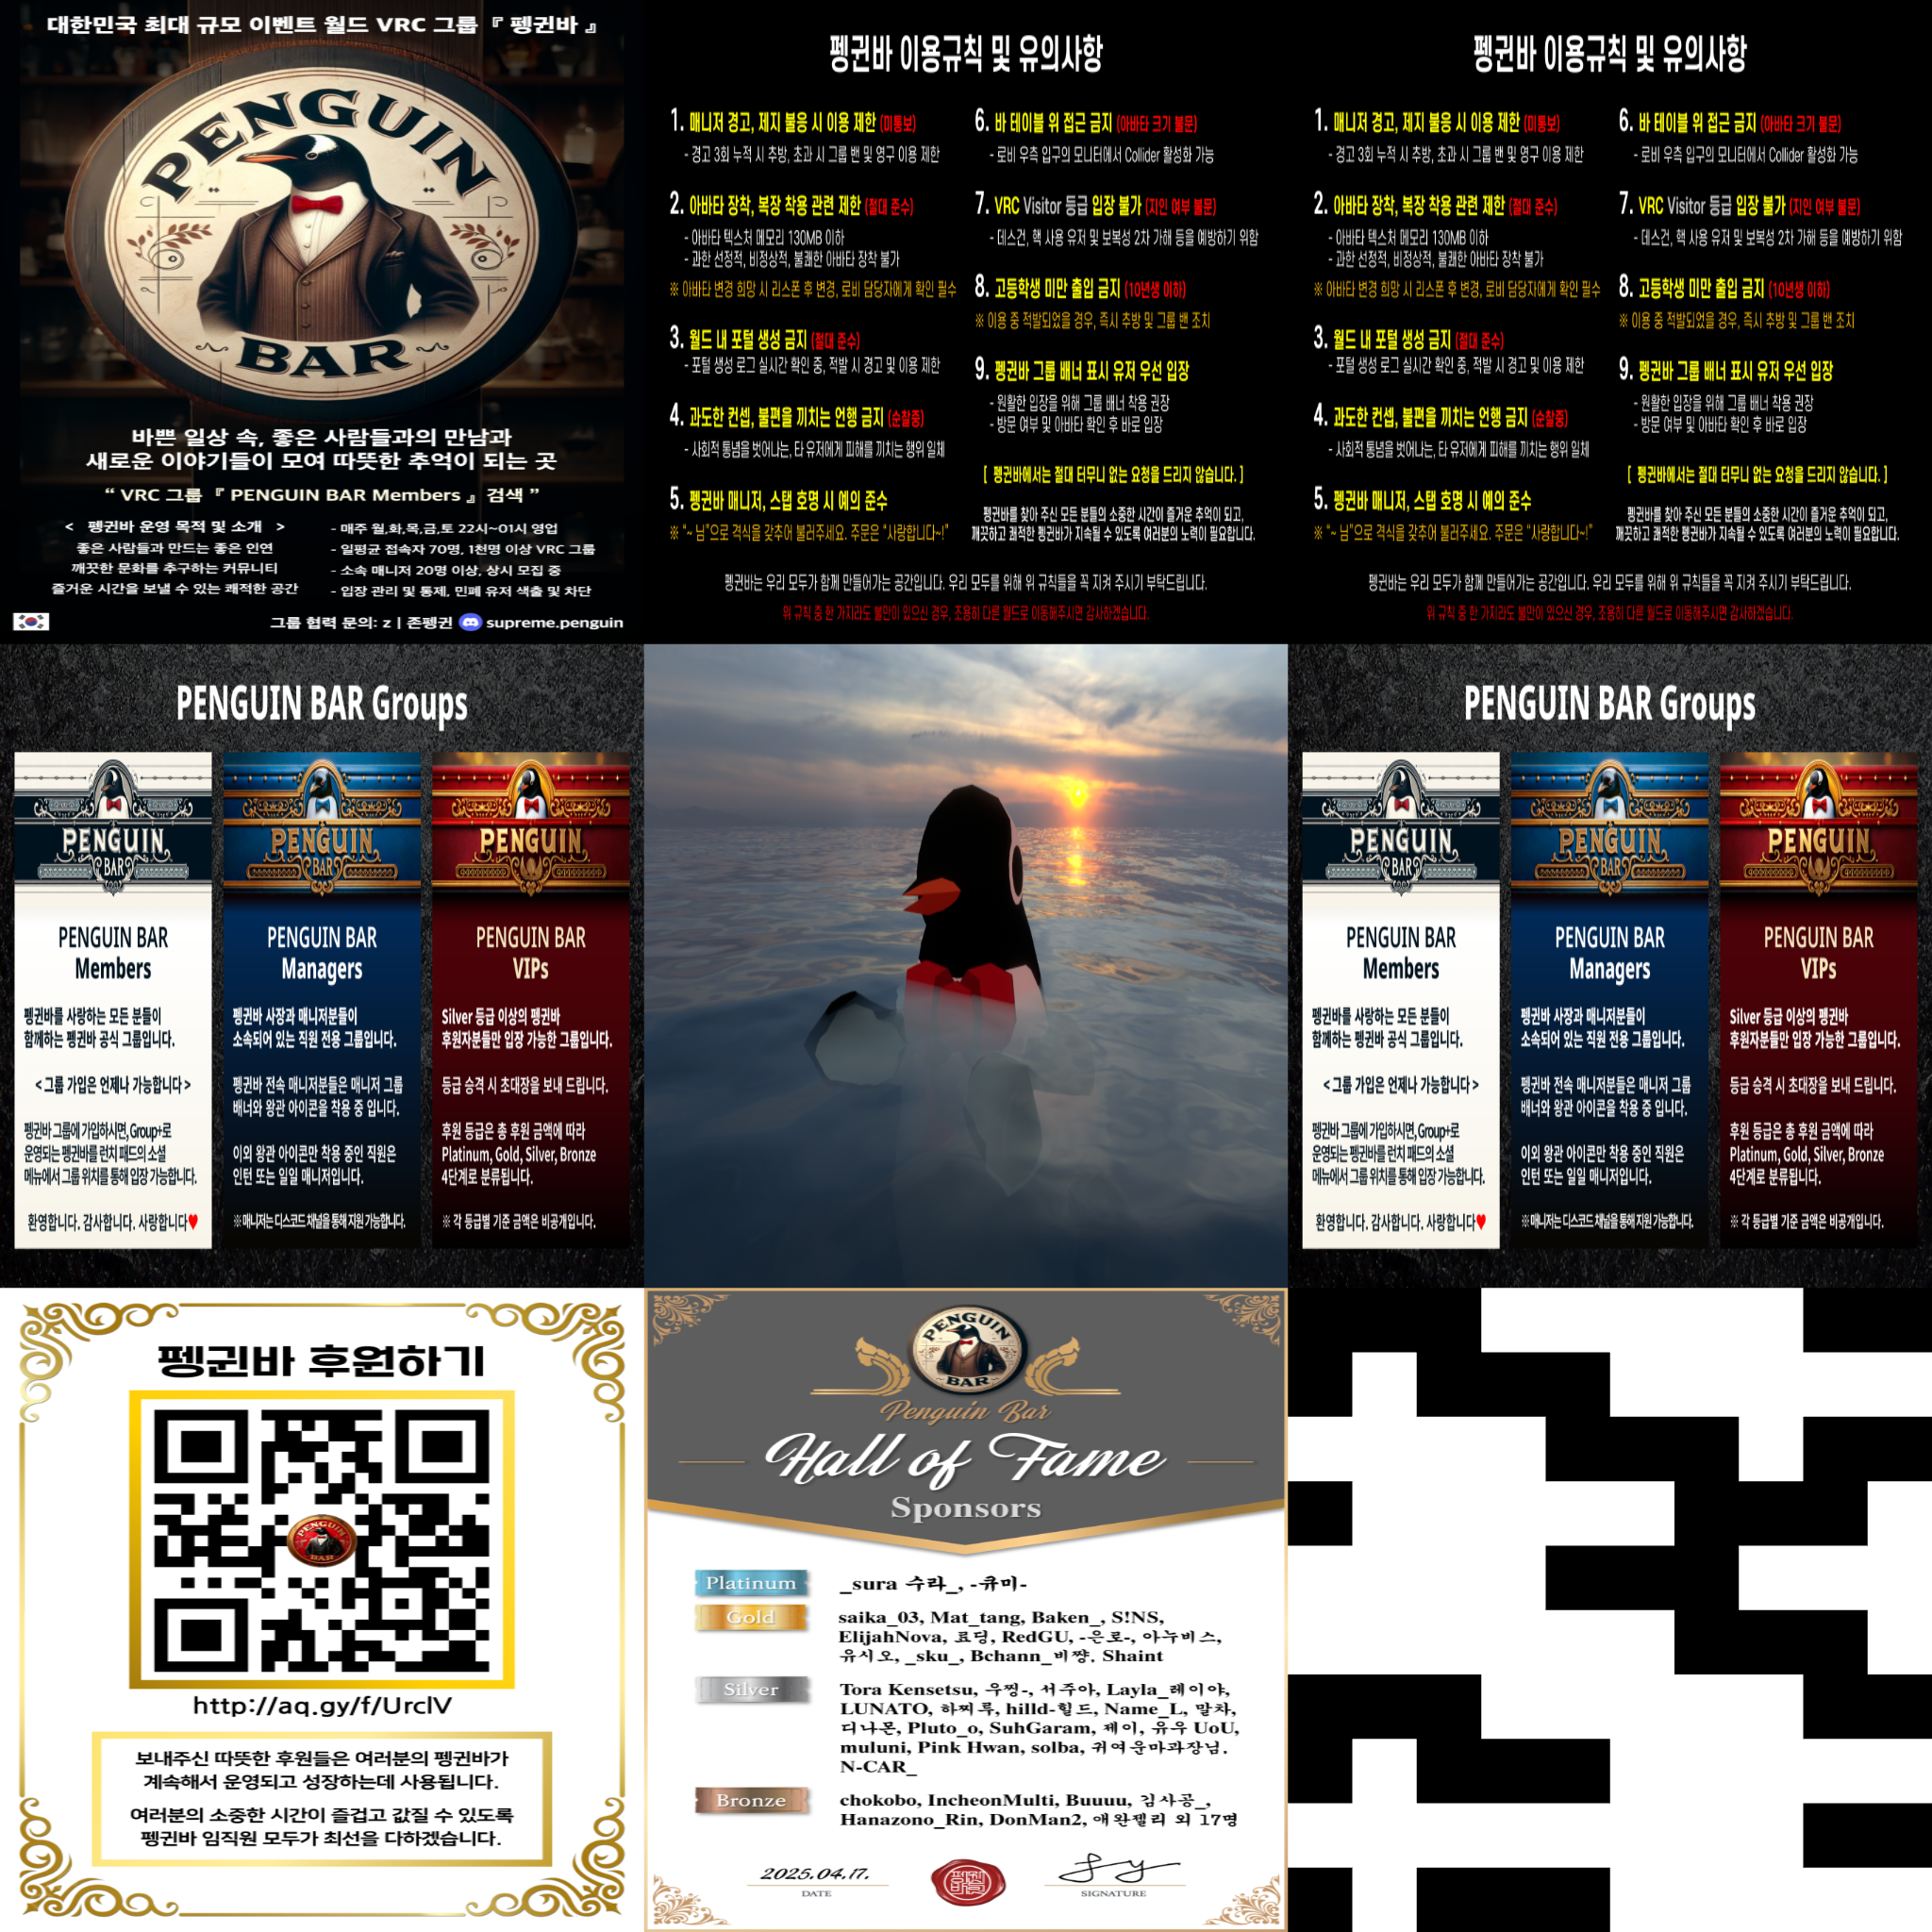 대한민국 최대 규모 이벤트 월드 VRC 그룹 『 펭귄바 』
PENGUIN
BAR
바쁜 일상 속, 좋은 사람들과의 만남과
새로운 이야기들이 모여 따뜻한 추억이 되는 곳
“ VRC 그룹 『 PENGUIN BAR Members 』 검색 ”
< 펭귄바 운영 목적 및 소개 >
좋은 사람들과 만드는 좋은 인연
깨끗한 문화를 추구하는 커뮤니티
즐거운 시간을 보낼 수 있는 쾌적한 공간
- 매주 월,화,목,금,토 22시~01시 영업
- 일평균 접속자 70명, 1천명 이상 VRC 그룹
- 소속 매니저 20명 이상, 상시 모집 중
- 입장 관리 및 통제, 민폐 유저 색출 및 차단
그룹 협력 문의: z | 존펭귄 supreme.penguin
펭귄바 이용규칙 및 유의사항
1. 매니저 경고, 제지 불응 시 이용 제한 (미통보)
- 경고 3회 누적 시 추방, 초과 시 그룹 밴 및 영구 이용 제한
2. 아바타 장착, 복장 착용 관련 제한 (절대 준수)
- 아바타 텍스처 메모리 130MB 이하
- 과한 선정적, 비정상적, 불쾌한 아바타 장착 불가
※ 아바타 변경 희망 시 리스폰 후 변경, 로비 담당자에게 확인 필수
3. 월드 내 포털 생성 금지 (절대 준수)
- 포털 생성 로그 실시간 확인 중, 적발 시 경고 및 이용 제한
4. 과도한 컨셉, 불편을 끼치는 언행 금지 (순찰중)
- 사회적 통념을 벗어나는, 타 유저에게 피해를 끼치는 행위 일체
5. 펭귄바 매니저, 스탭 호명 시 예의 준수
※ “~ 님”으로 격식을 갖추어 불러주세요. 주문은 “사랑합니다~!”
6. 바 테이블 위 접근 금지 (아바타 크기 불문)
- 로비 우측 입구의 모니터에서 Collider 활성화 가능
7. VRC Visitor 등급 입장 불가 (지인 여부 불문)
- 데스건, 핵 사용 유저 및 보복성 2차 가해 등을 예방하기 위함
8. 고등학생 미만 출입 금지 (10년생 이하)
※ 이용 중 적발되었을 경우, 즉시 추방 및 그룹 밴 조치
9. 펭귄바 그룹 배너 표시 유저 우선 입장
- 원활한 입장을 위해 그룹 배너 착용 권장
- 방문 여부 및 아바타 확인 후 바로 입장
[ 펭귄바에서는 절대 터무니 없는 요청을 드리지 않습니다. ]
펭귄바를 찾아 주신 모든 분들의 소중한 시간이 즐거운 추억이 되고,
깨끗하고 쾌적한 펭귄바가 지속될 수 있도록 여러분의 노력이 필요합니다.
펭귄바는 우리 모두가 함께 만들어가는 공간입니다. 우리 모두를 위해 위 규칙들을 꼭 지켜 주시기 부탁드립니다.
위 규칙 중 한 가지라도 불만이 있으신 경우, 조용히 다른 월드로 이동해주시면 감사하겠습니다.
펭귄바 이용규칙 및 유의사항
1. 매니저 경고, 제지 불응 시 이용 제한 (미통보)
- 경고 3회 누적 시 추방, 초과 시 그룹 밴 및 영구 이용 제한
2. 아바타 장착, 복장 착용 관련 제한 (절대 준수)
- 아바타 텍스처 메모리 130MB 이하
- 과한 선정적, 비정상적, 불쾌한 아바타 장착 불가
※ 아바타 변경 희망 시 리스폰 후 변경, 로비 담당자에게 확인 필수
3. 월드 내 포털 생성 금지 (절대 준수)
- 포털 생성 로그 실시간 확인 중, 적발 시 경고 및 이용 제한
4. 과도한 컨셉, 불편을 끼치는 언행 금지 (순찰중)
- 사회적 통념을 벗어나는, 타 유저에게 피해를 끼치는 행위 일체
5. 펭귄바 매니저, 스탭 호명 시 예의 준수
※ “~ 님”으로 격식을 갖추어 불러주세요. 주문은 “사랑합니다~!”
6. 바 테이블 위 접근 금지 (아바타 크기 불문)
- 로비 우측 입구의 모니터에서 Collider 활성화 가능
7. VRC Visitor 등급 입장 불가 (지인 여부 불문)
- 데스건, 핵 사용 유저 및 보복성 2차 가해 등을 예방하기 위함
8. 고등학생 미만 출입 금지 (10년생 이하)
※ 이용 중 적발되었을 경우, 즉시 추방 및 그룹 밴 조치
9. 펭귄바 그룹 배너 표시 유저 우선 입장
- 원활한 입장을 위해 그룹 배너 착용 권장
- 방문 여부 및 아바타 확인 후 바로 입장
[ 펭귄바에서는 절대 터무니 없는 요청을 드리지 않습니다. ]
펭귄바를 찾아 주신 모든 분들의 소중한 시간이 즐거운 추억이 되고,
깨끗하고 쾌적한 펭귄바가 지속될 수 있도록 여러분의 노력이 필요합니다.
펭귄바는 우리 모두가 함께 만들어가는 공간입니다. 우리 모두를 위해 위 규칙들을 꼭 지켜 주시기 부탁드립니다.
위 규칙 중 한 가지라도 불만이 있으신 경우, 조용히 다른 월드로 이동해주시면 감사하겠습니다.
PENGUIN BAR Groups
PENGUIN
BAR
PENGUIN BAR
Members
펭귄바를 사랑하는 모든 분들이
함께하는 펭귄바 공식 그룹입니다.
< 그룹 가입은 언제나 가능합니다 >
펭귄바 그룹에 가입하시면, Group+로
운영되는 펭귄바를 런치 패드의 소셜
메뉴에서 그룹 위치를 통해 입장 가능합니다.
환영합니다. 감사합니다. 사랑합니다♥
PENGUIN
BAR
PENGUIN BAR
Managers
펭귄바 사장과 매니저분들이
소속되어 있는 직원 전용 그룹입니다.
펭귄바 전속 매니저분들은 매니저 그룹
배너와 왕관 아이콘을 착용 중 입니다.
이외 왕관 아이콘만 착용 중인 직원은
인턴 또는 일일 매니저입니다.
※ 매니저는 디스코드 채널을 통해 지원 가능합니다.
PENGUIN
BAR
PENGUIN BAR
VIPs
Silver 등급 이상의 펭귄바
후원자분들만 입장 가능한 그룹입니다.
등급 승격 시 초대장을 보내 드립니다.
후원 등급은 총 후원 금액에 따라
Platinum, Gold, Silver, Bronze
4단계로 분류됩니다.
※ 각 등급별 기준 금액은 비공개입니다.
PENGUIN BAR Groups
PENGUIN
BAR
PENGUIN BAR
Members
펭귄바를 사랑하는 모든 분들이
함께하는 펭귄바 공식 그룹입니다.
< 그룹 가입은 언제나 가능합니다 >
펭귄바 그룹에 가입하시면, Group+로
운영되는 펭귄바를 런치 패드의 소셜
메뉴에서 그룹 위치를 통해 입장 가능합니다.
환영합니다. 감사합니다. 사랑합니다♥
PENGUIN
BAR
PENGUIN BAR
Managers
펭귄바 사장과 매니저분들이
소속되어 있는 직원 전용 그룹입니다.
펭귄바 전속 매니저분들은 매니저 그룹
배너와 왕관 아이콘을 착용 중 입니다.
이외 왕관 아이콘만 착용 중인 직원은
인턴 또는 일일 매니저입니다.
※ 매니저는 디스코드 채널을 통해 지원 가능합니다.
PENGUIN
BAR
PENGUIN BAR
VIPs
Silver 등급 이상의 펭귄바
후원자분들만 입장 가능한 그룹입니다.
등급 승격 시 초대장을 보내 드립니다.
후원 등급은 총 후원 금액에 따라
Platinum, Gold, Silver, Bronze
4단계로 분류됩니다.
※ 각 등급별 기준 금액은 비공개입니다.
펭귄바 후원하기
PENGUIN
BAR
http://aq.gy/f/UrclV
보내주신 따뜻한 후원들은 여러분의 펭귄바가
계속해서 운영되고 성장하는데 사용됩니다.
여러분의 소중한 시간이 즐겁고 값질 수 있도록
펭귄바 임직원 모두가 최선을 다하겠습니다.
PENGUIN
BAR
Penguin Bar
Hall of Fame
Sponsors
Platinum
_sura 수라_, -큐미-
Gold
saika_03, Mat_tang, Baken_, S!NS,
ElijahNova, 료딩, RedGU, -은로-, 아누비스,
유시오, _sku_, Bchann_비쨩. Shaint
Silver
Tora Kensetsu, 우찡-, 서주아, Layla_레이야,
LUNATO, 하찌룩, hilld-힐드, Name_L, 말차,
디나몬, Pluto_o, SuhGaram, 제이, 유우 UoU,
muluni, Pink Hwan, solba, 귀여운마과장님.
N-CAR_
Bronze
chokobo, IncheonMulti, Buuuu, 김사공_,
Hanazono_Rin, DonMan2, 애완젤리 외 17명
2025.04.17.
DATE
펭귄
바
SIGNATURE